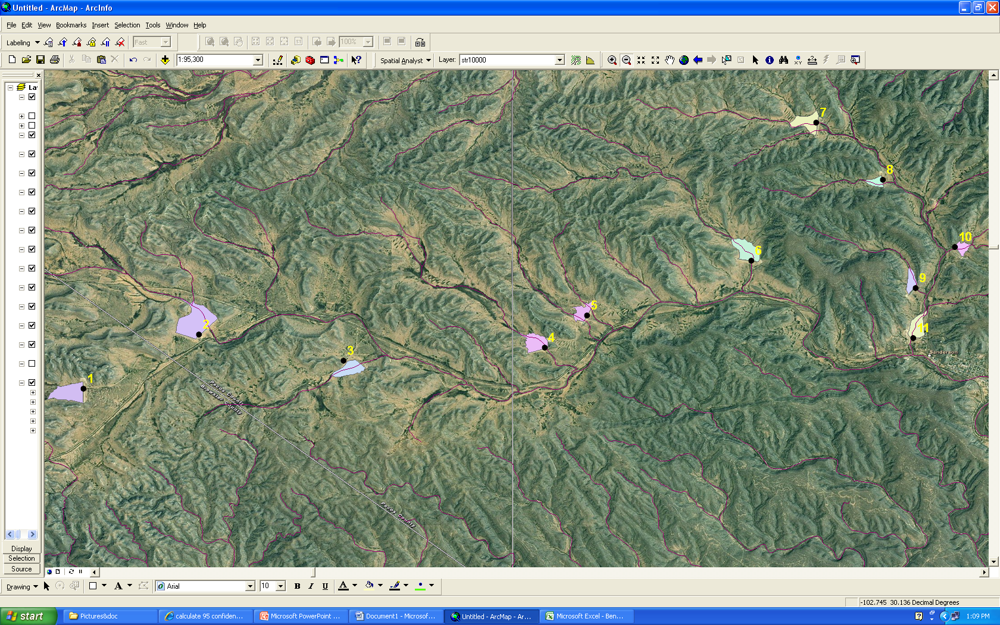 Untitled - ArcMap - ArcInfo
File Edit View Bookmarks Insert Selection Tools Window Help
Labeling Fast 100%
1:95,300 Spatial Analyst Layer: str10000
La
7
8
10
6
9
5
2
4
11
3
Sanderson
1
Pecos County
Brewster County
Pecos County
Display
Selection
Source
Drawing A Arial 10 B I U A
-102.745 30.136 Decimal Degrees
start Pictures&doc calculate 95 confiden... Microsoft PowerPoint ... Document1 - Microsof... Untitled - ArcMap - Ar... Microsoft Excel - Ben... 1:09 PM